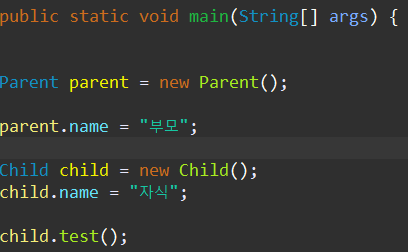 public static void main(String[] args) {
Parent parent = new Parent();
parent.name = "부모";
Child child = new Child();
child.name = "자식";
child.test();